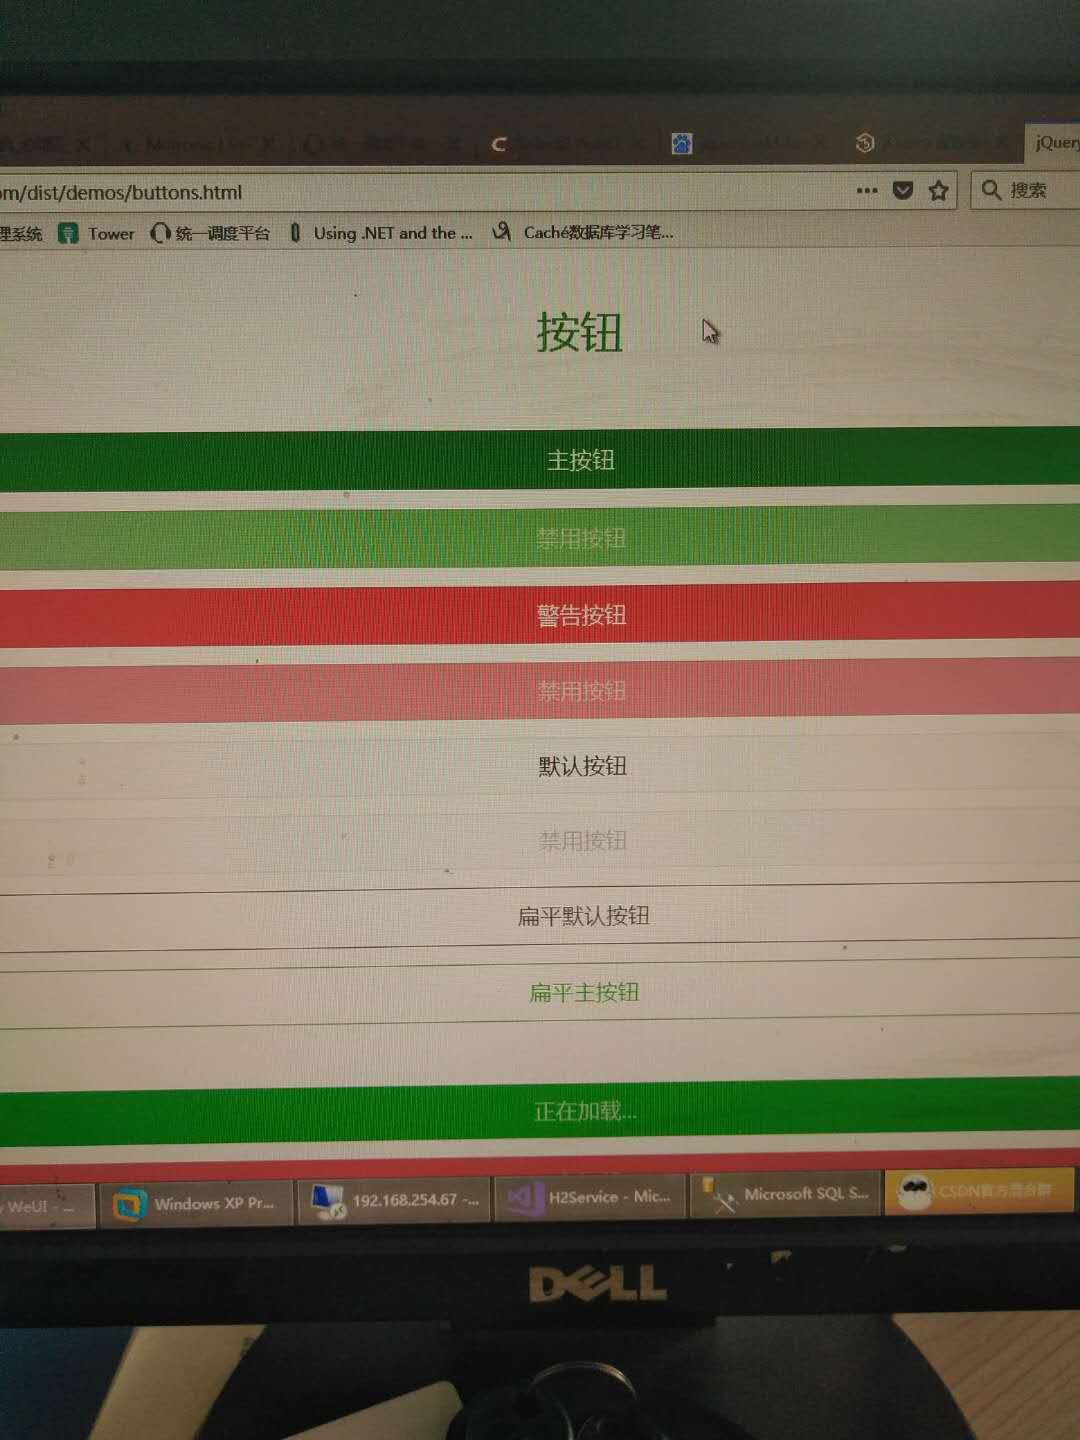 jQuery
om/dist/demos/buttons.html
搜索
理系统 Tower 统一调度平台 Using .NET and the ... Caché数据库学习笔...
按钮
主按钮
禁用按钮
警告按钮
禁用按钮
默认按钮
禁用按钮
扁平默认按钮
扁平主按钮
正在加载...
y WeUI - ... Windows XP Pr... 192.168.254.67 -... H2Service - Mic... Microsoft SQL S... CSDN官方混合群
DELL